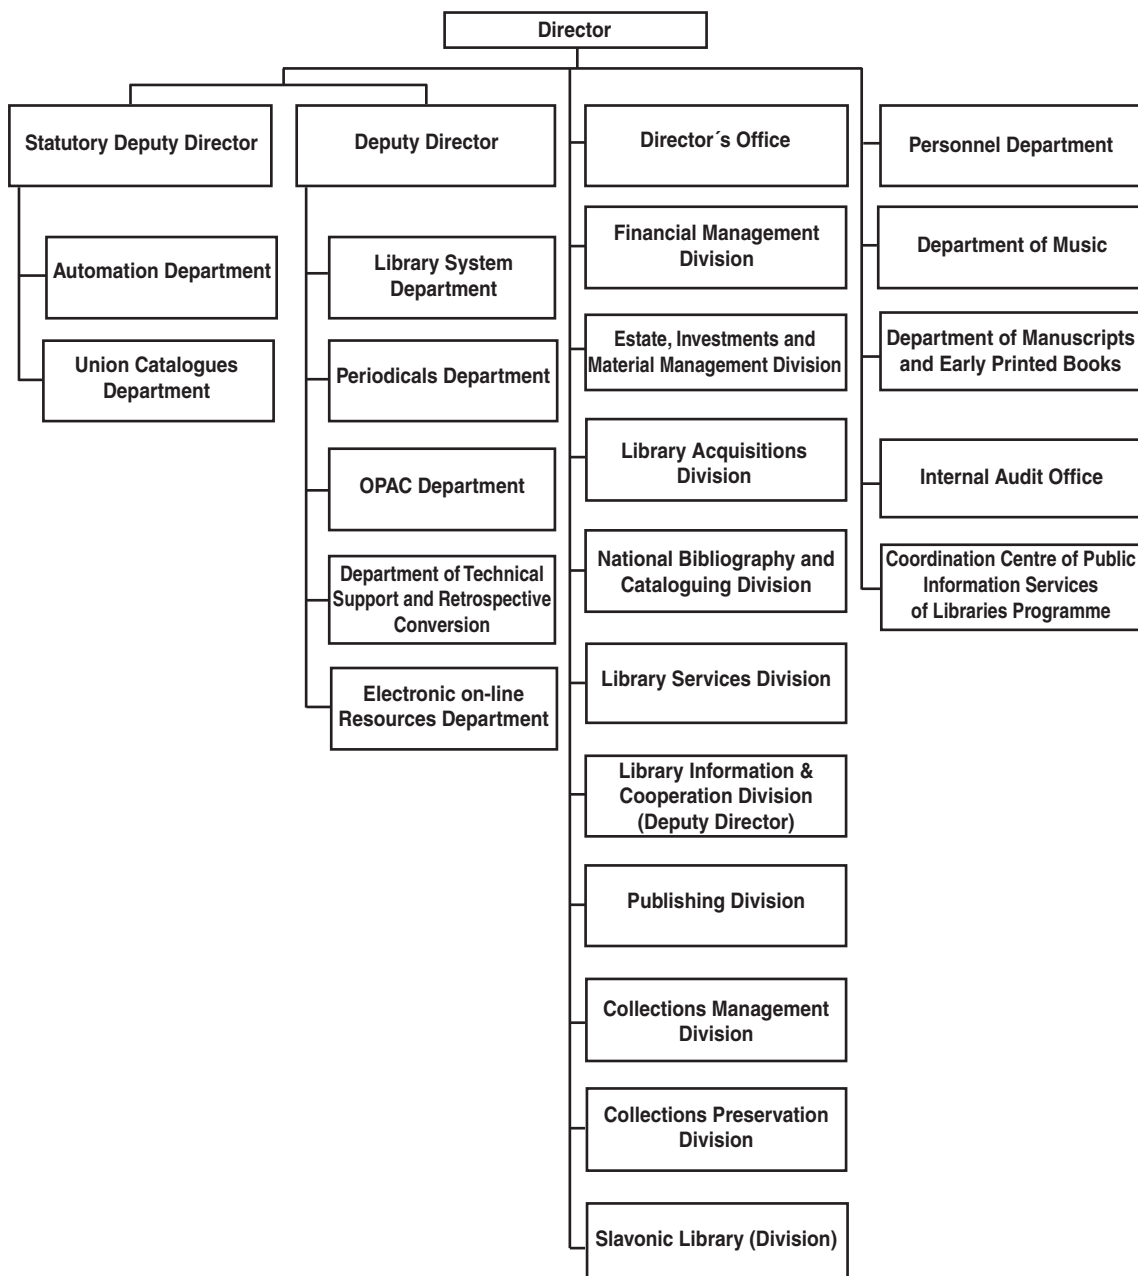 Director
Statutory Deputy Director
Automation Department
Union Catalogues
Department
Deputy Director
Library System
Department
Periodicals Department
OPAC Department
Department of Technical
Support and Retrospective
Conversion
Electronic on-line
Resources Department
Director´s Office
Financial Management
Division
Estate, Investments and
Material Management Division
Library Acquisitions
Division
National Bibliography and
Cataloguing Division
Library Services Division
Library Information &
Cooperation Division
(Deputy Director)
Publishing Division
Collections Management
Division
Collections Preservation
Division
Slavonic Library (Division)
Personnel Department
Department of Music
Department of Manuscripts
and Early Printed Books
Internal Audit Office
Coordination Centre of Public
Information Services
of Libraries Programme